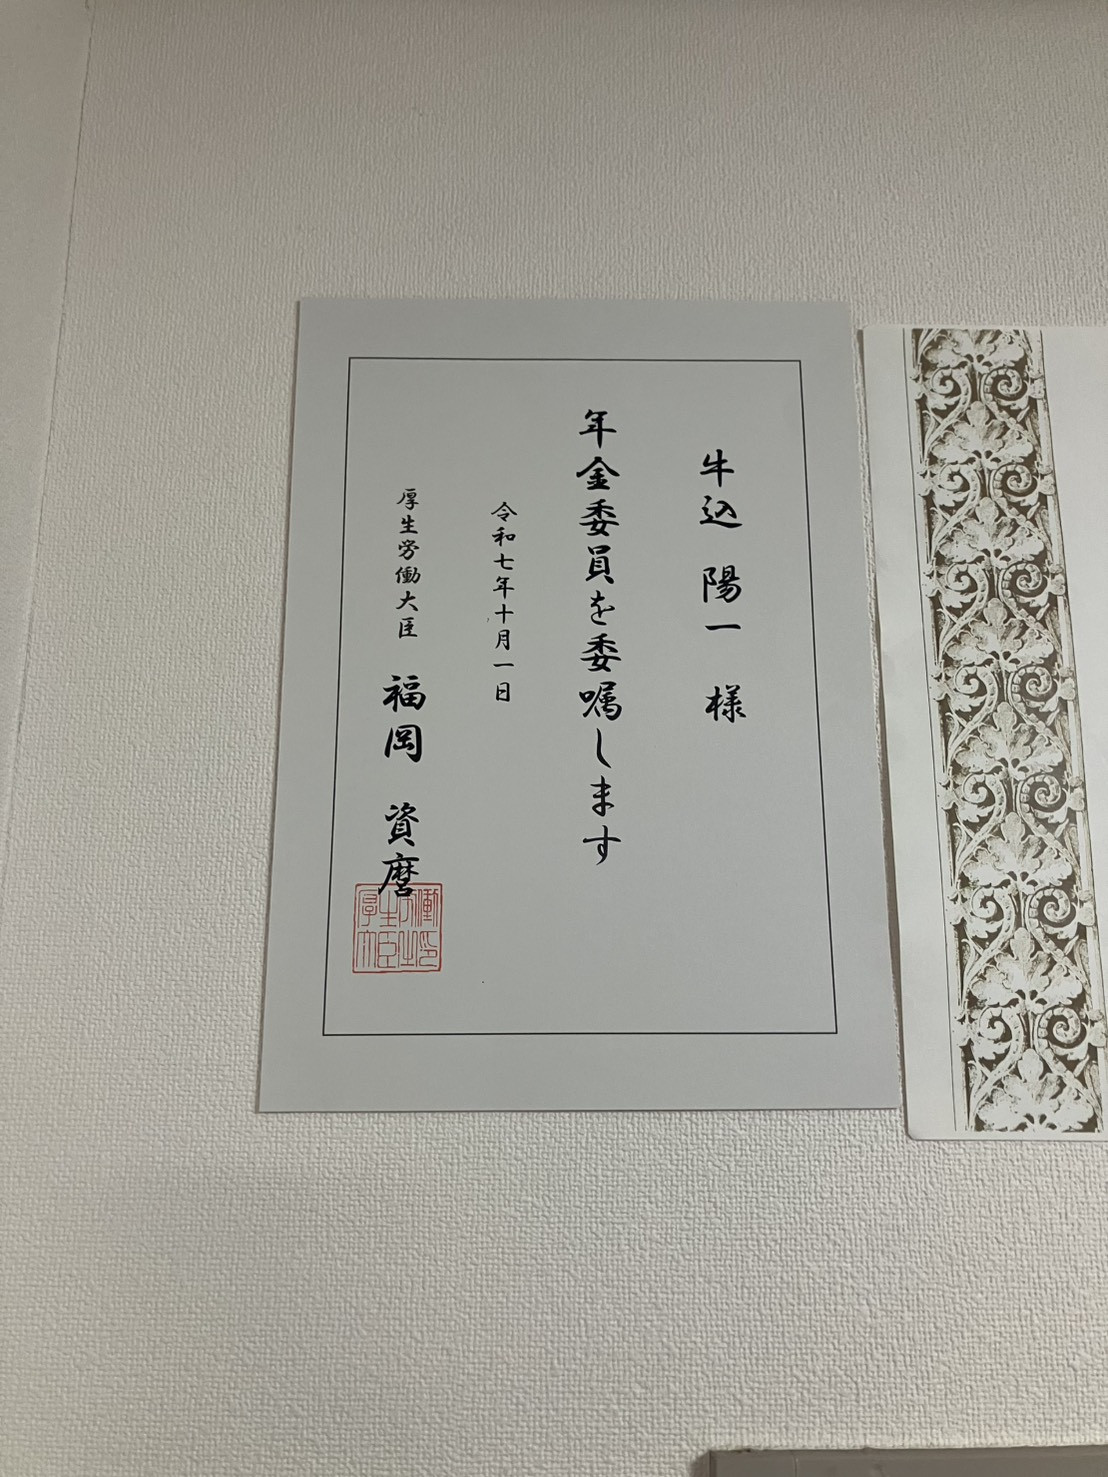 牛込 陽一 様
年金委員を委嘱します
令和七年十月一日
厚生労働大臣 福岡 資麿